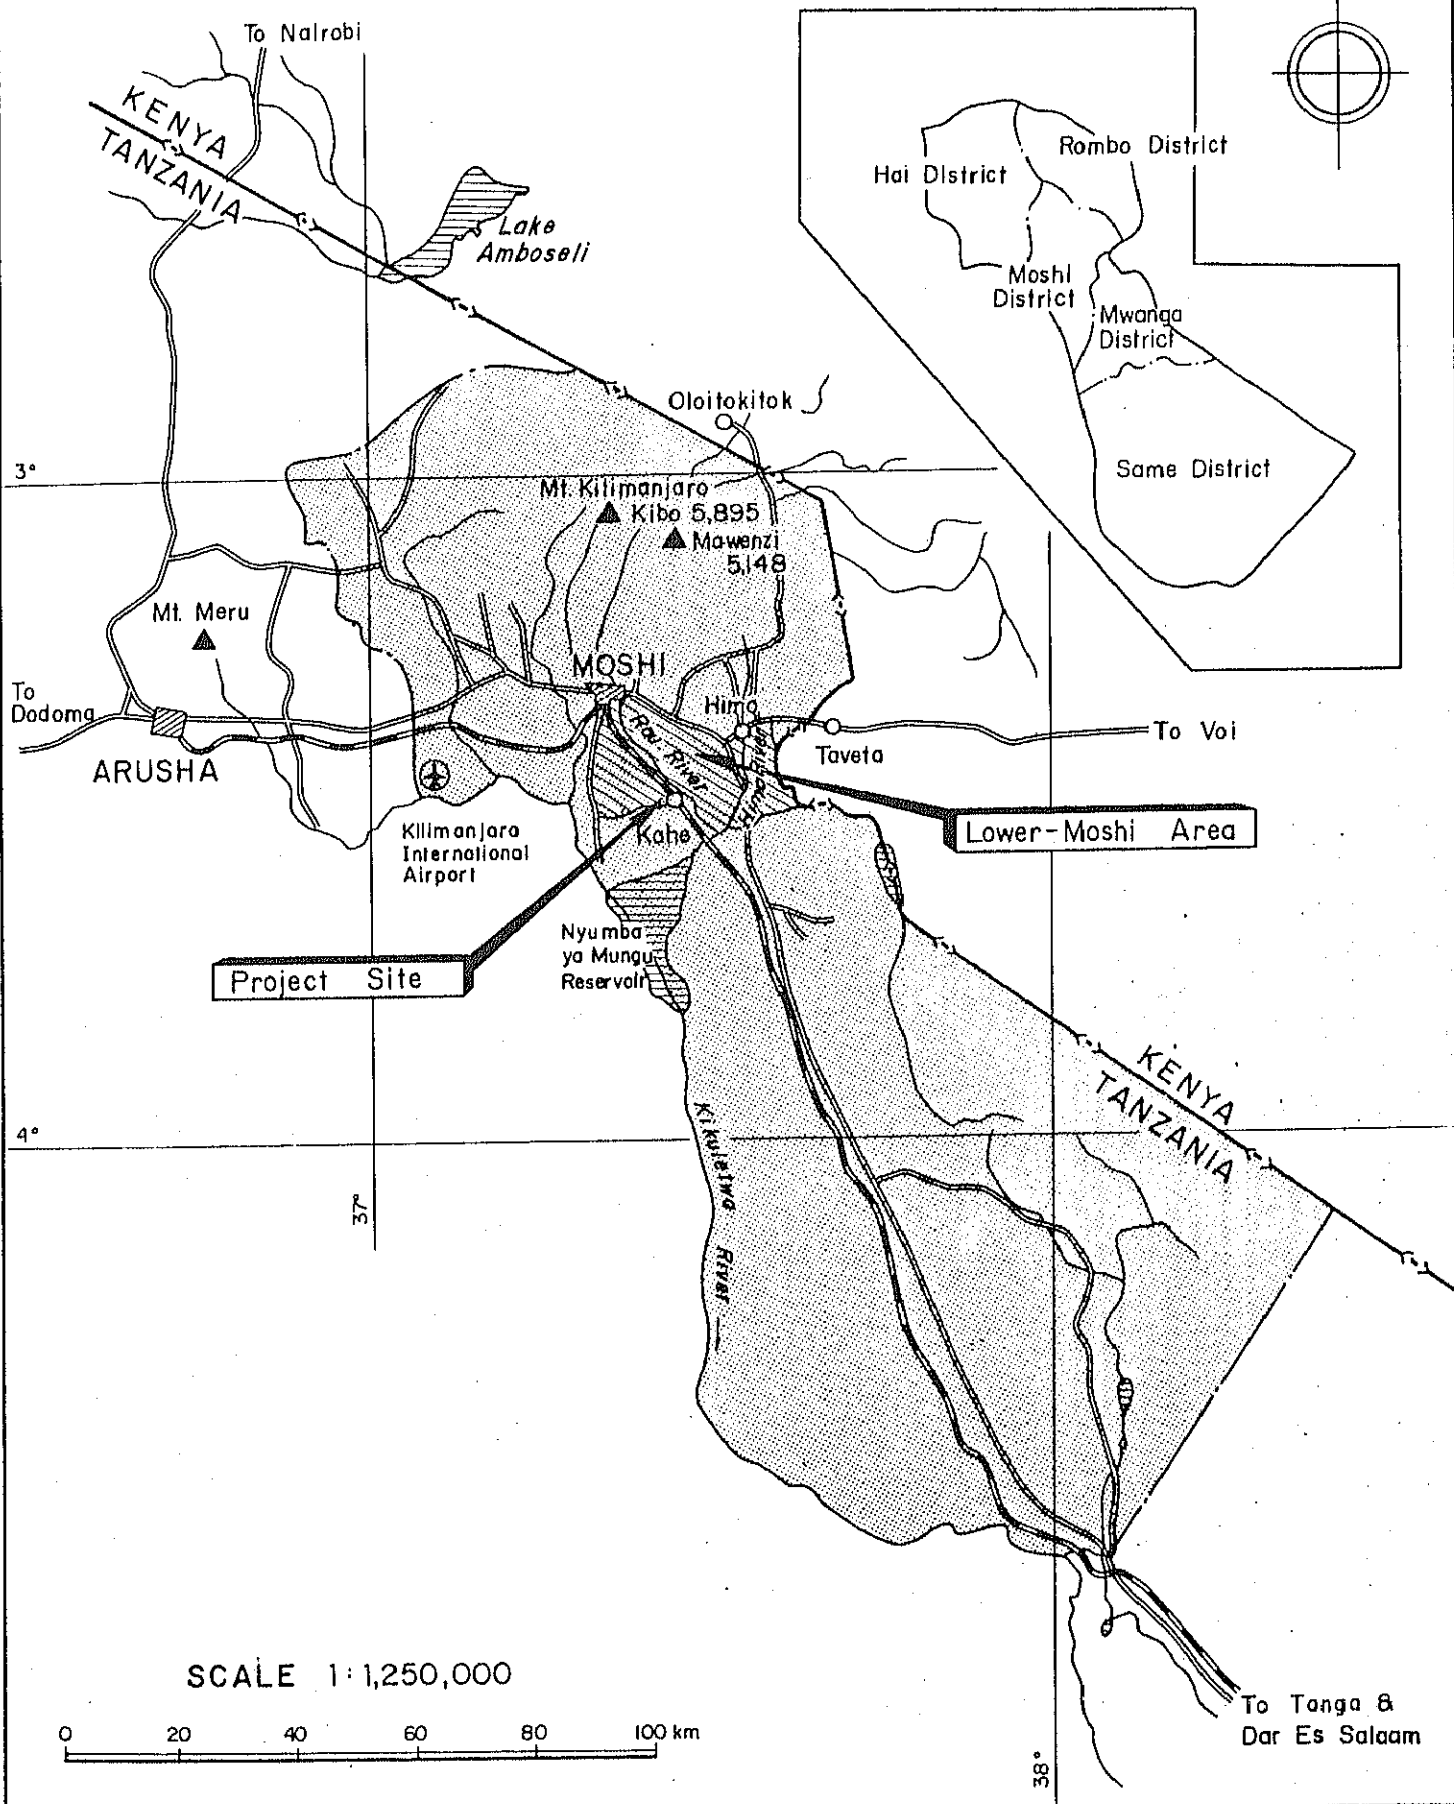 To Nairobi
KENYA
TANZANIA
Lake
Amboseli
Hai District
Rombo District
Moshi
District
Mwanga
District
Same District
Oloitokitok
3°
Mt. Kilimanjaro
Kibo 5,895
Mawenzi
5,148
Mt. Meru
MOSHI
To
Dodoma
ARUSHA
Himo
Rau River
Himo River
Taveta
To Voi
Kilimanjaro
International
Airport
Kahe
Lower-Moshi Area
Nyumba
ya Mungu
Reservoir
Project Site
KENYA
TANZANIA
4°
Kikuletwa River
37°
SCALE 1:1,250,000
0 20 40 60 80 100 km
To Tanga &
Dar Es Salaam
38°